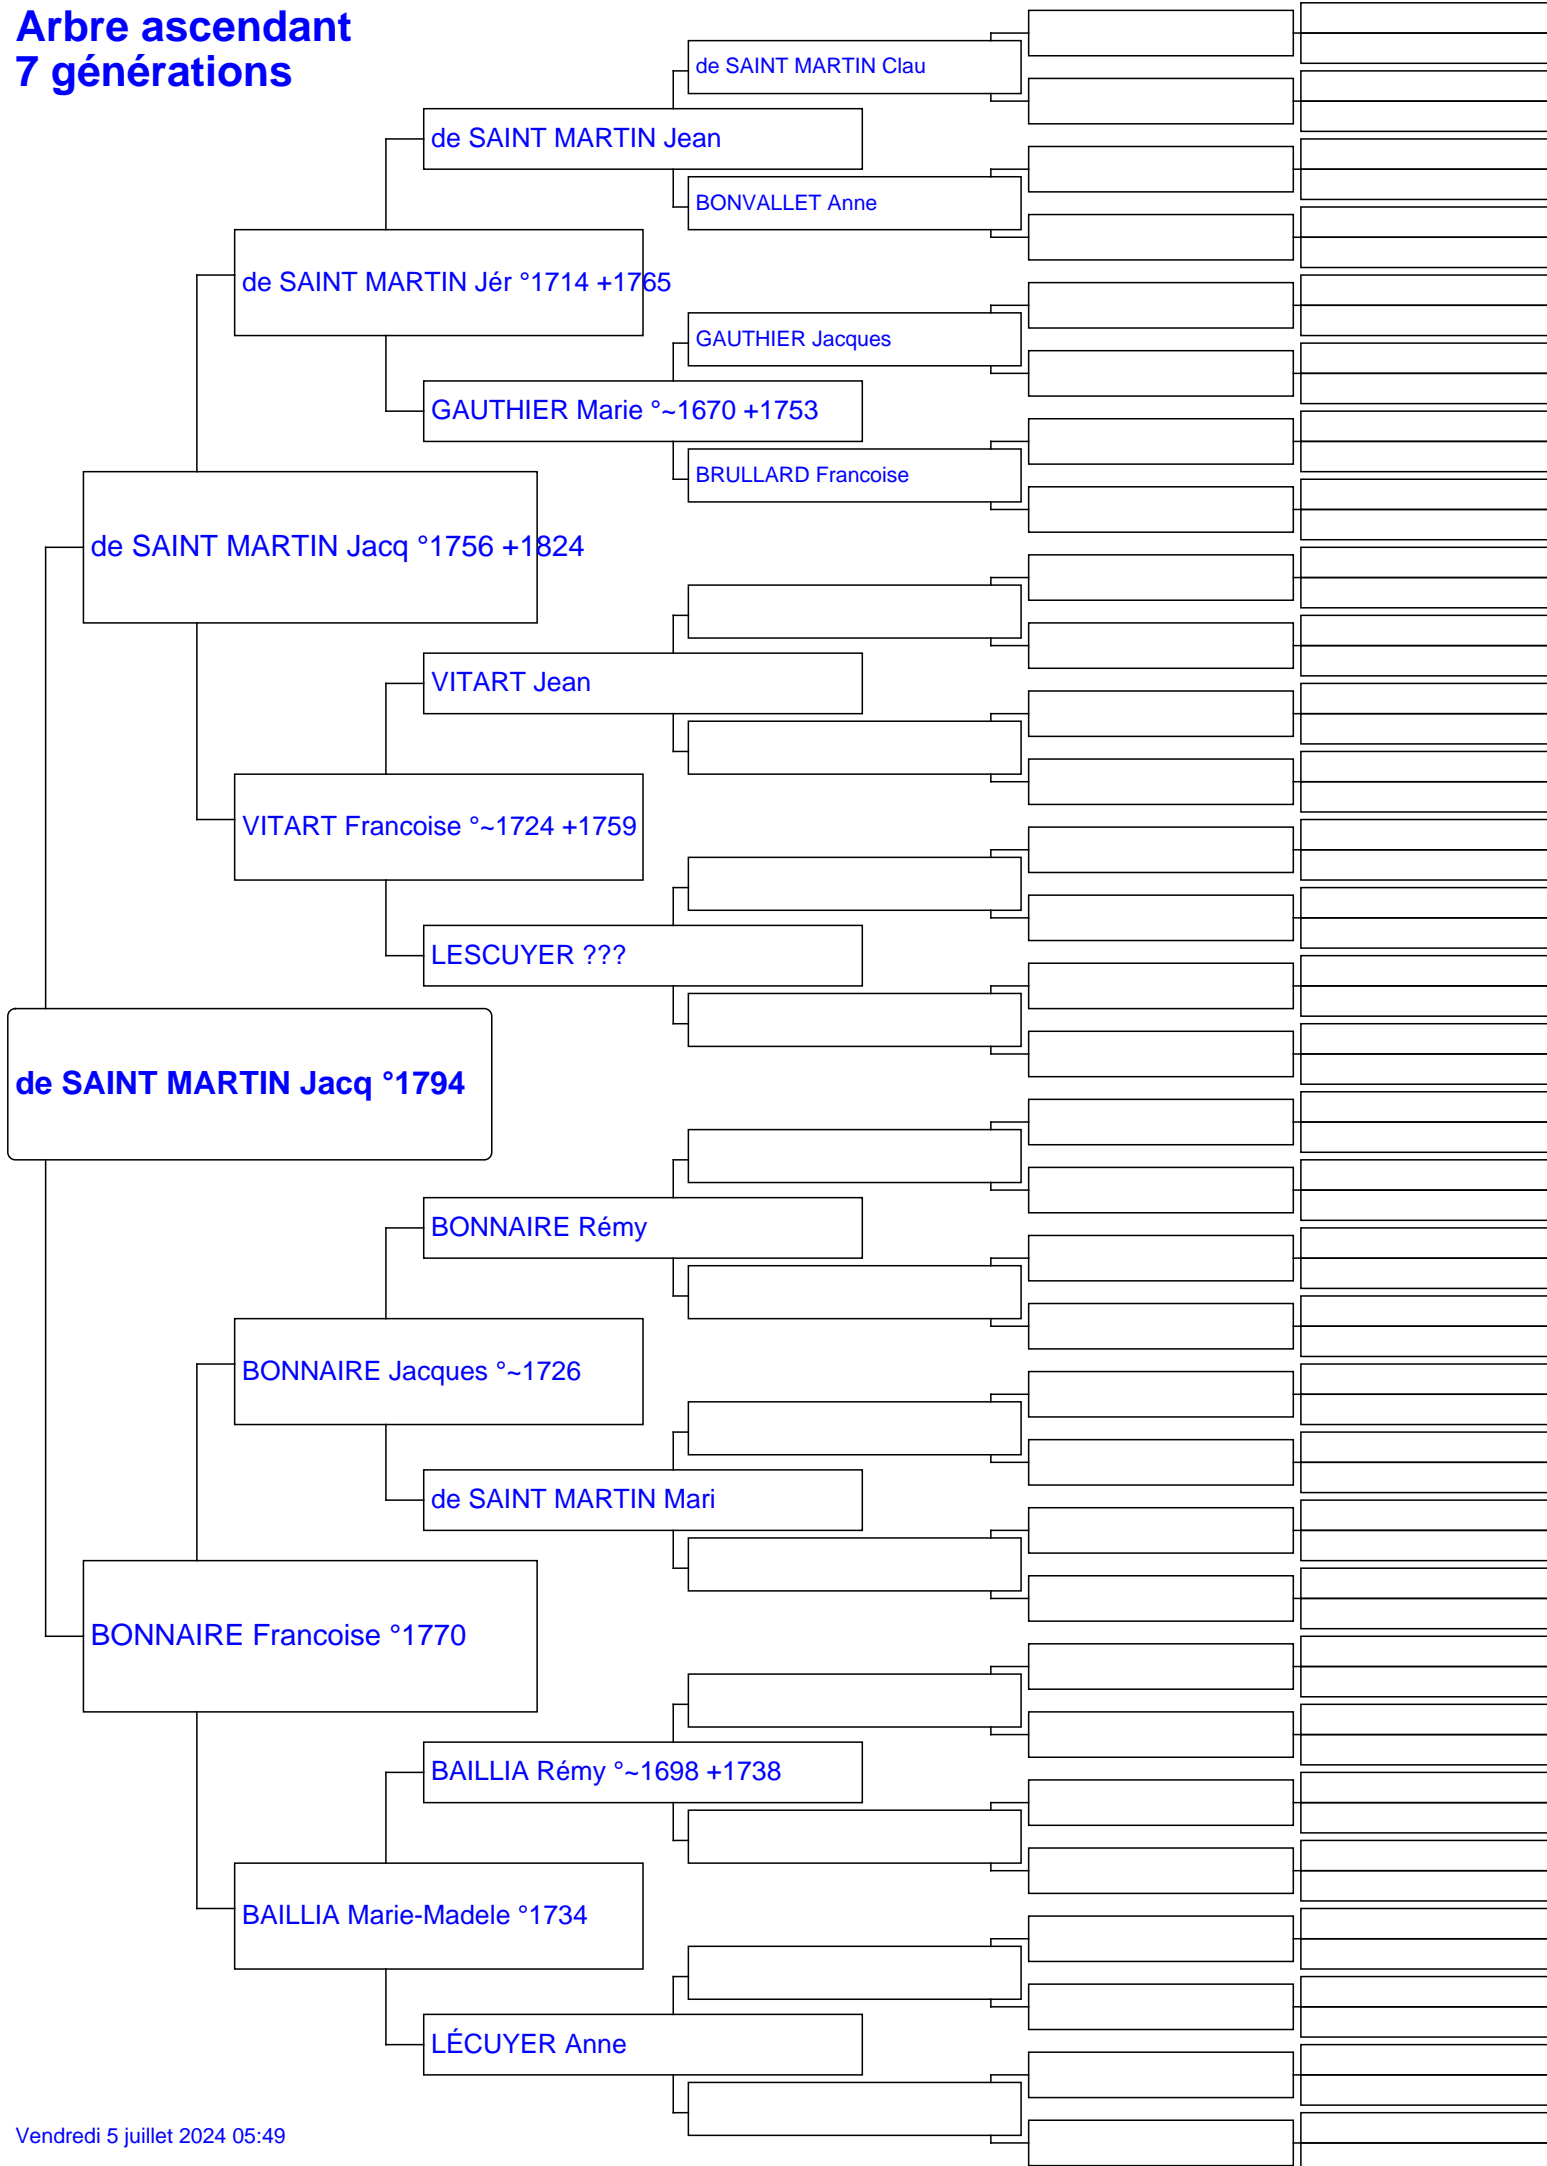 Arbre ascendant
7 générations
de SAINT MARTIN Clau
de SAINT MARTIN Jean
BONVALLET Anne
de SAINT MARTIN Jér °1714 +1765
GAUTHIER Jacques
GAUTHIER Marie °~1670 +1753
BRULLARD Francoise
de SAINT MARTIN Jacq °1756 +1824
VITART Jean
VITART Francoise °~1724 +1759
LESCUYER ???
de SAINT MARTIN Jacq °1794
BONNAIRE Rémy
BONNAIRE Jacques °~1726
de SAINT MARTIN Mari
BONNAIRE Francoise °1770
BAILLIA Rémy °~1698 +1738
BAILLIA Marie-Madele °1734
LÉCUYER Anne
Vendredi 5 juillet 2024 05:49